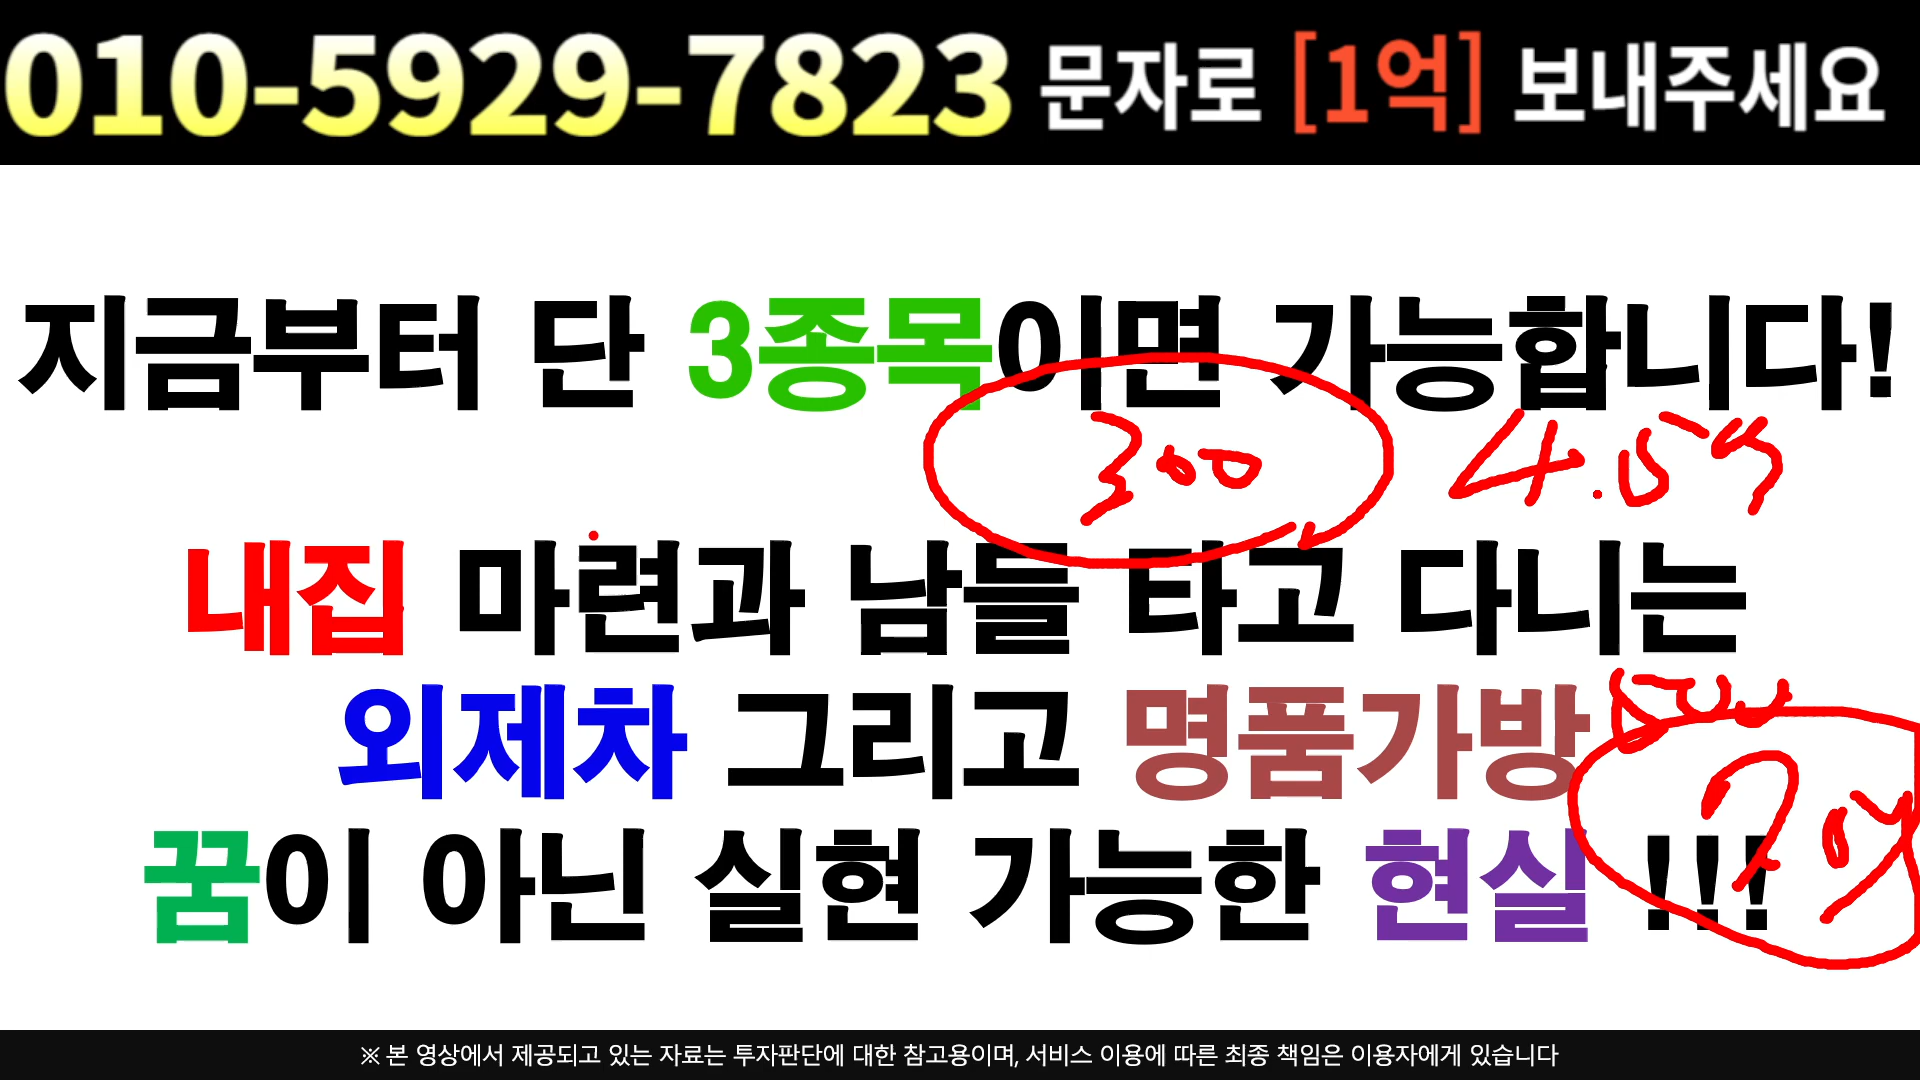 010-5929-7823 문자로 [1억] 보내주세요
지금부터 단 3종목이면 가능합니다!
300
4.5억
내집 마련과 남들 타고 다니는
500
외제차 그리고 명품가방
꿈이 아닌 실현 가능한 현실 !!!
※ 본 영상에서 제공되고 있는 자료는 투자판단에 대한 참고용이며, 서비스 이용에 따른 최종 책임은 이용자에게 있습니다